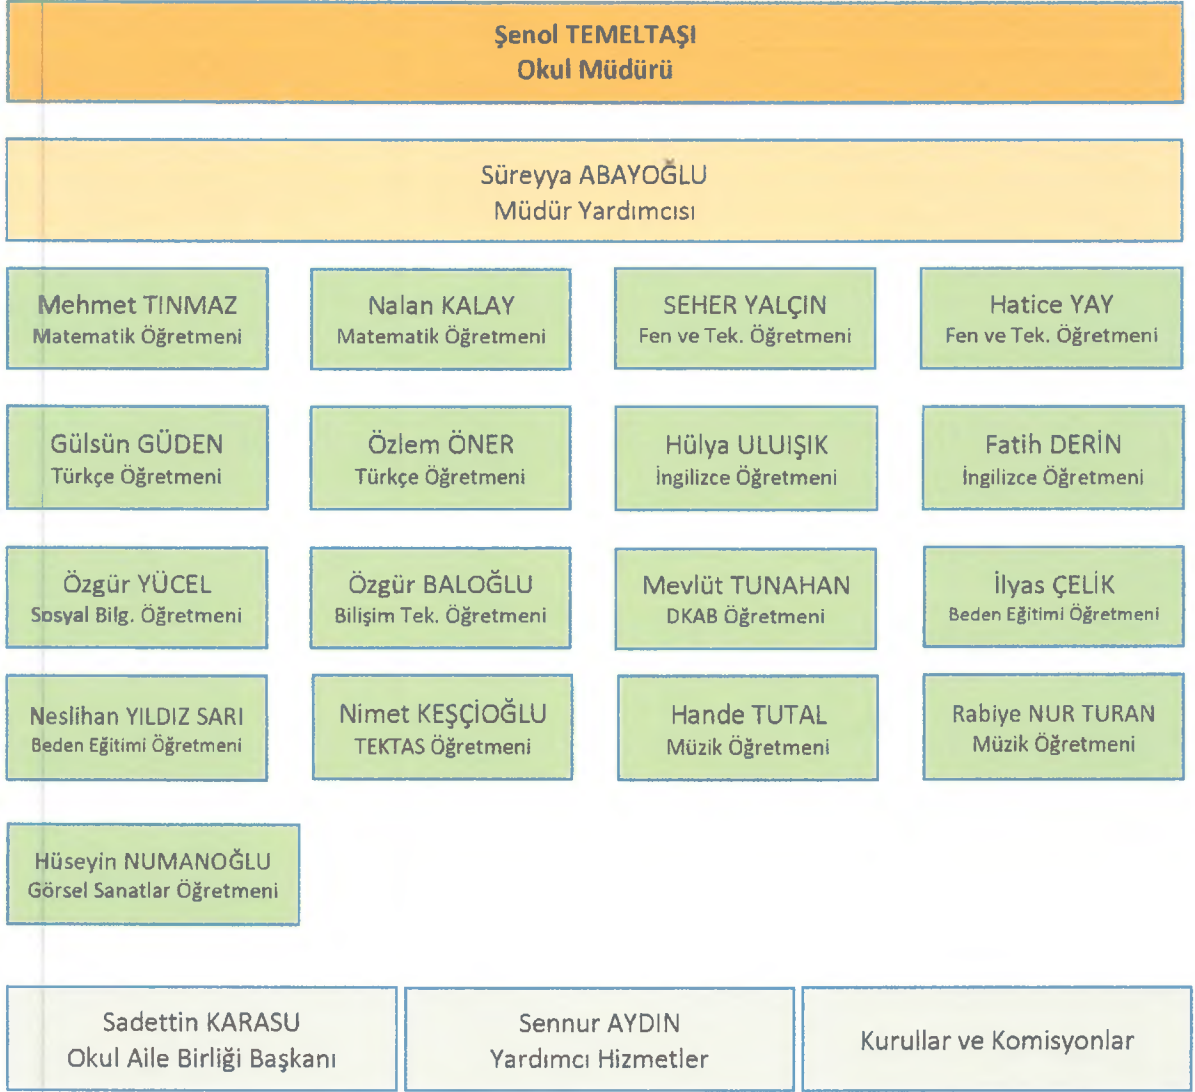 Şenol TEMELTAŞI
Okul Müdürü
Süreyya ABAYOĞLU
Müdür Yardımcısı
Mehmet TINMAZ
Matematik Öğretmeni
Nalan KALAY
Matematik Öğretmeni
SEHER YALÇIN
Fen ve Tek. Öğretmeni
Hatice YAY
Fen ve Tek. Öğretmeni
Gülsün GÜDEN
Türkçe Öğretmeni
Özlem ÖNER
Türkçe Öğretmeni
Hülya ULUIŞIK
İngilizce Öğretmeni
Fatih DERİN
İngilizce Öğretmeni
Özgür YÜCEL
Sosyal Bilg. Öğretmeni
Özgür BALOĞLU
Bilişim Tek. Öğretmeni
Mevlüt TUNAHAN
DKAB Öğretmeni
İlyas ÇELİK
Beden Eğitimi Öğretmeni
Neslihan YILDIZ SARI
Beden Eğitimi Öğretmeni
Nimet KEŞÇİOĞLU
TEKTAS Öğretmeni
Hande TUTAL
Müzik Öğretmeni
Rabiye NUR TURAN
Müzik Öğretmeni
Hüseyin NUMANOĞLU
Görsel Sanatlar Öğretmeni
Sadettin KARASU
Okul Aile Birliği Başkanı
Sennur AYDIN
Yardımcı Hizmetler
Kurullar ve Komisyonlar